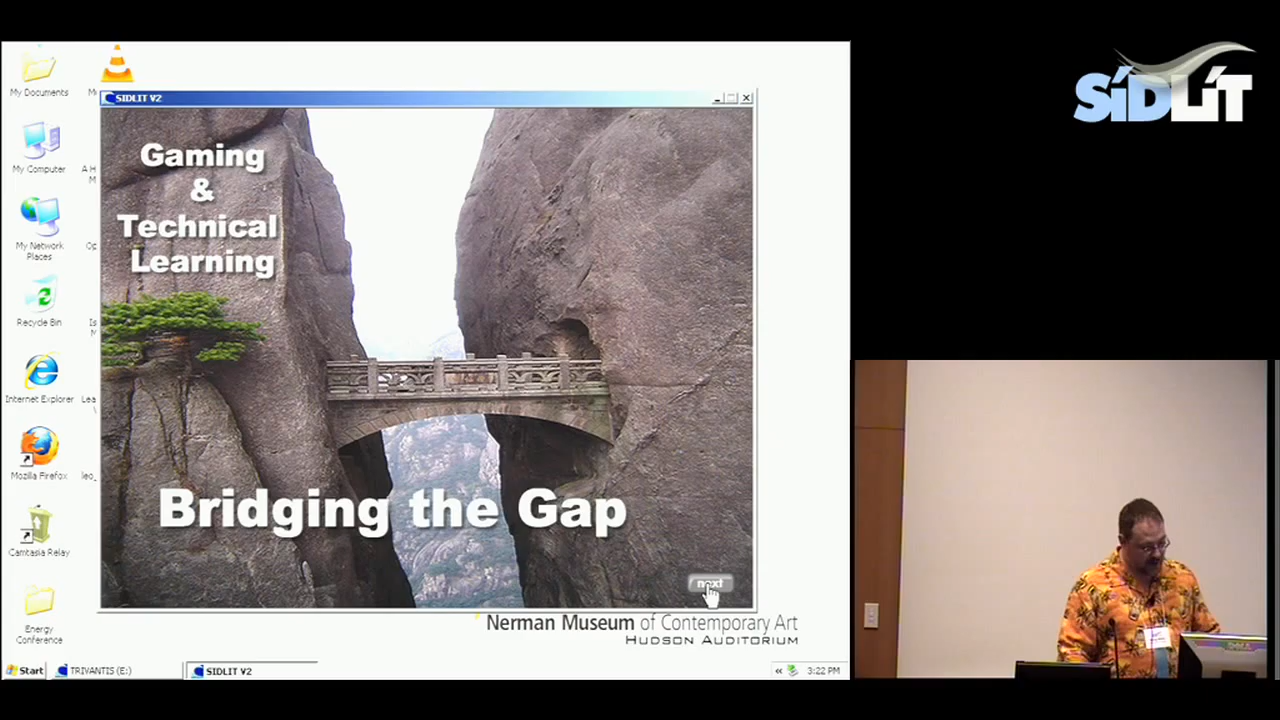 SIDLIT
My Documents
My Computer
My Network
Places
Recycle Bin
Internet Explorer
Mozilla Firefox
Camtasia Relay
Energy
Conference
SIDLIT V2
Gaming
&
Technical
Learning
Bridging the Gap
next
Nerman Museum of Contemporary Art
HUDSON AUDITORIUM
Start
TRIVANTIS (E:)
SIDLIT V2
3:22 PM